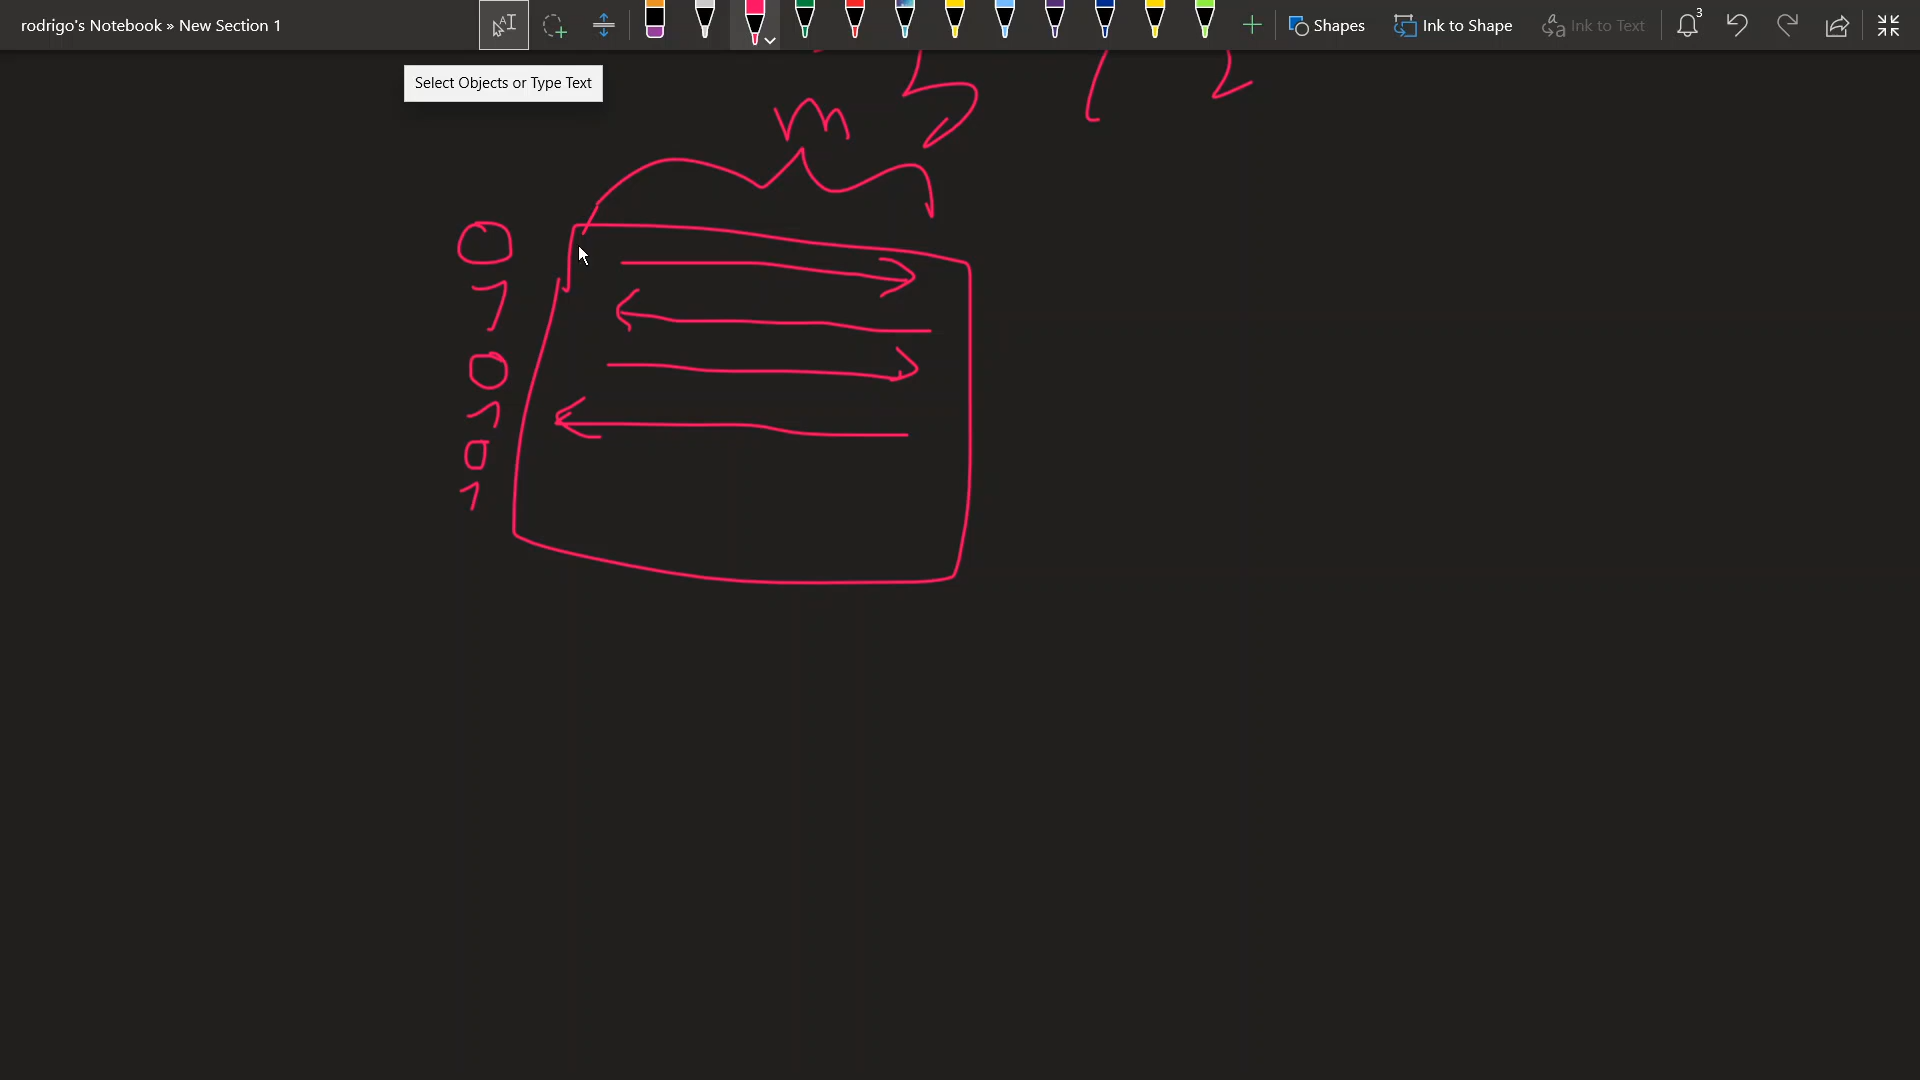 rodrigo's Notebook » New Section 1
Shapes
Ink to Shape
Ink to Text
3
Select Objects or Type Text
m
0
1
0
1
0
1